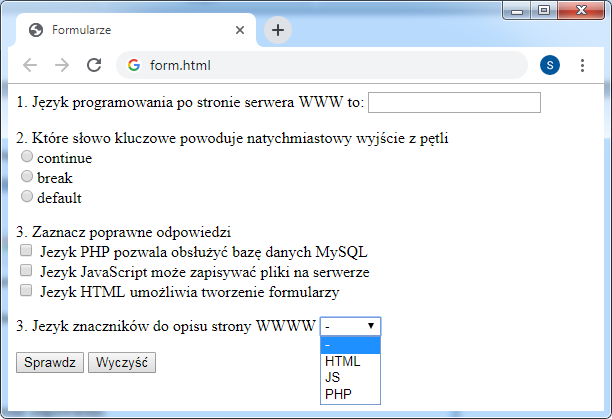 Formularze
form.html
S
1. Język programowania po stronie serwera WWW to:
2. Które słowo kluczowe powoduje natychmiastowy wyjście z pętli
continue
break
default
3. Zaznacz poprawne odpowiedzi
Jezyk PHP pozwala obsłużyć bazę danych MySQL
Jezyk JavaScript może zapisywać pliki na serwerze
Jezyk HTML umożliwia tworzenie formularzy
3. Jezyk znaczników do opisu strony WWWW -
-
HTML
JS
PHP
Sprawdz Wyczyść